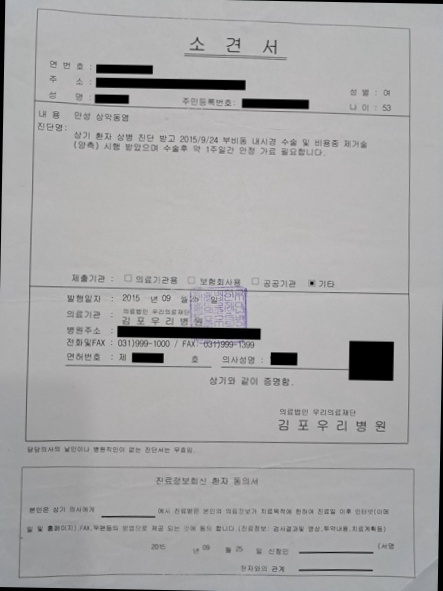 소 견 서
연 번 호 :
주 소 :
성 별 : 여
성 명 :
주민등록번호:
나 이 : 53
내 용 만성 상악동염
진단명:
상기 환자 상병 진단 받고 2015/9/24 부비동 내시경 수술 및 비용종 제거술
(양측) 시행 받았으며 수술후 약 1주일간 안정 가료 필요합니다.
제출기관 : □ 의료기관용 □ 보험회사용 □ 공공기관 ■ 기타
발행일자 : 2015 년 09 월 일
의료기관 : 의료법인 우리의료재단
김 포 우 리 병 원
병원주소 :
전화및FAX : 031)999-1000 / FAX 031)999-1399
면허번호 : 제 호 의사성명 :
상기와 같이 증명함.
의료법인 우리의료재단
김 포 우 리 병 원
담당의사의 날인이나 병원직인이 없는 진단서는 무효임.
진료정보회신 환자 동의서
본인은 상기 의사에게 에서 진료받은 본인의 의료정보가 치료목적에 한하여 진료일 이후 인터넷(이메
일 및 홈페이지),FAX,우편등의 방법으로 제공 되는 것에 동의 합니다.(진료정보: 검사결과및 영상,투약내용,치료계획등)
2015 년 09 월 25 일 신청인 (서명
환자와의 관계